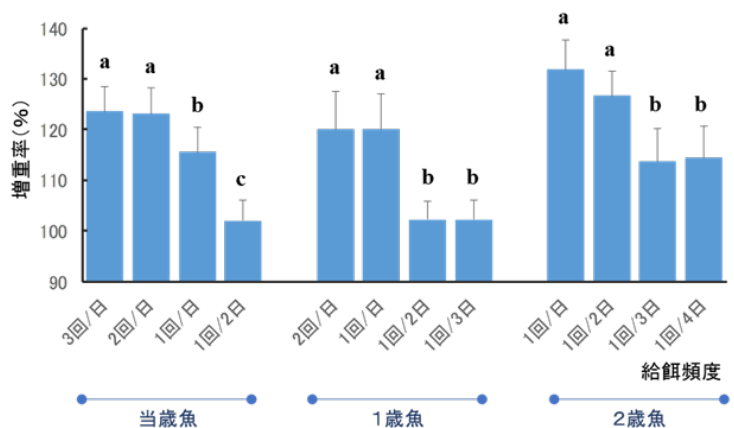 140
130
120
110
100
90
増重率(%)
a a b c
a a b b
a a b b
3回/日 2回/日 1回/日 1回/2日
2回/日 1回/日 1回/2日 1回/3日
1回/日 1回/2日 1回/3日 1回/4日
給餌頻度
当歳魚 1歳魚 2歳魚